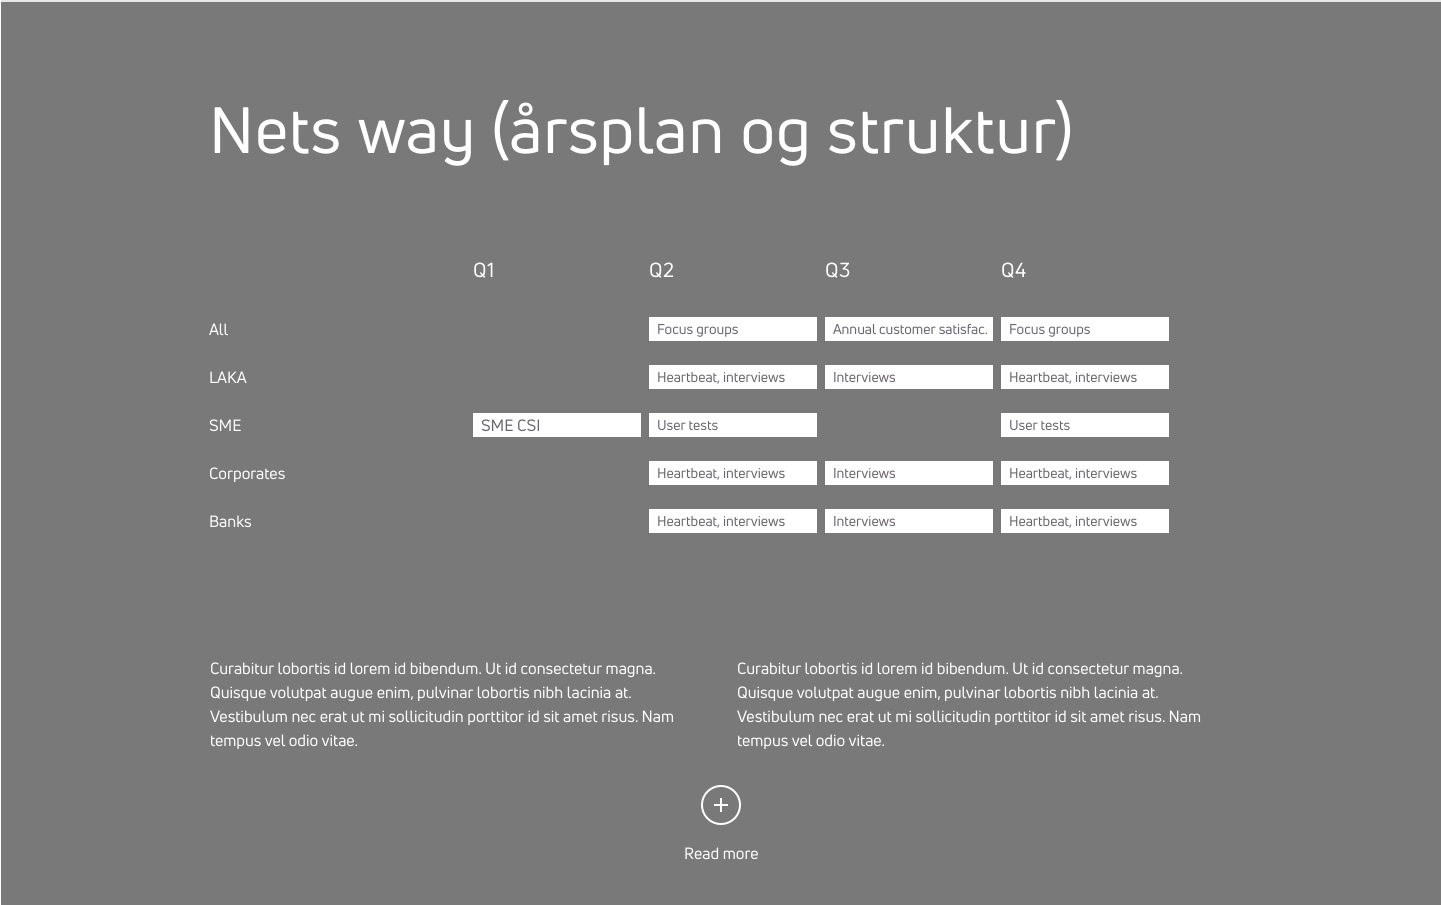 Nets way (årsplan og struktur)
Q1 Q2 Q3 Q4
All Focus groups Annual customer satisfac. Focus groups
LAKA Heartbeat, interviews Interviews Heartbeat, interviews
SME SME CSI User tests User tests
Corporates Heartbeat, interviews Interviews Heartbeat, interviews
Banks Heartbeat, interviews Interviews Heartbeat, interviews
Curabitur lobortis id lorem id bibendum. Ut id consectetur magna.
Quisque volutpat augue enim, pulvinar lobortis nibh lacinia at.
Vestibulum nec erat ut mi sollicitudin porttitor id sit amet risus. Nam
tempus vel odio vitae.
Curabitur lobortis id lorem id bibendum. Ut id consectetur magna.
Quisque volutpat augue enim, pulvinar lobortis nibh lacinia at.
Vestibulum nec erat ut mi sollicitudin porttitor id sit amet risus. Nam
tempus vel odio vitae.
Read more